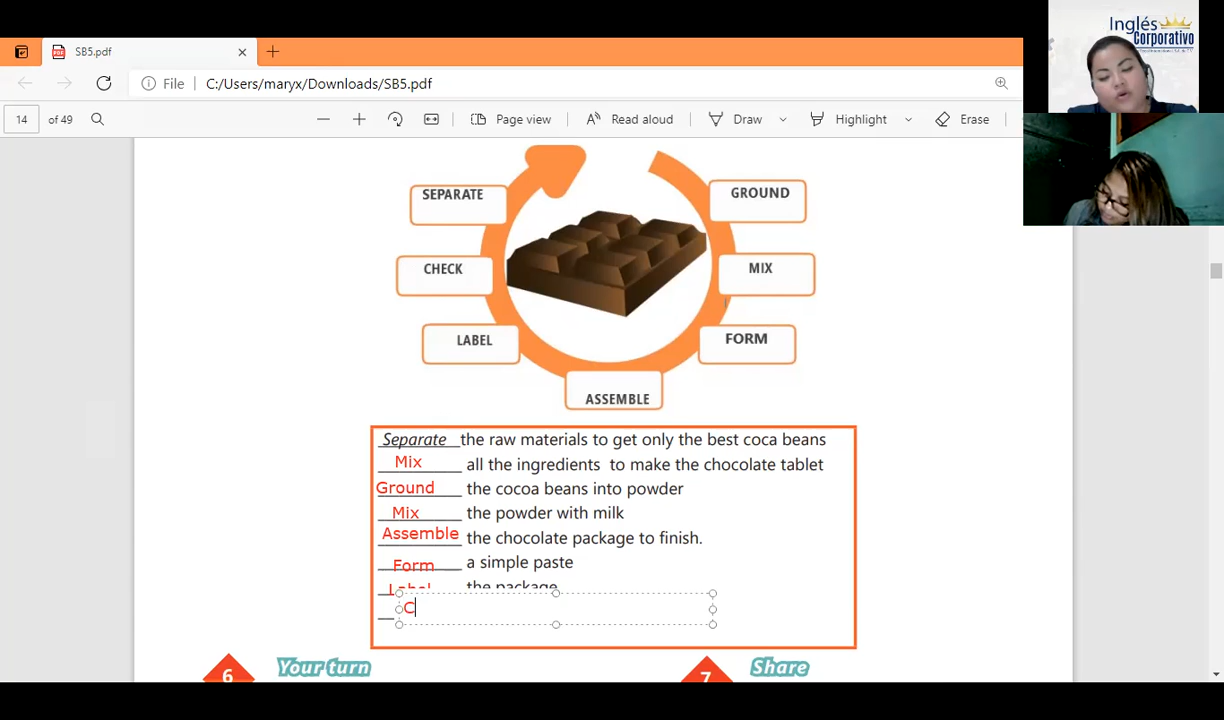 Inglés
Corporativo
SB5.pdf
File
C:/Users/maryx/Downloads/SB5.pdf
14
of 49
Page view
Read aloud
Draw
Highlight
Erase
SEPARATE
GROUND
CHECK
MIX
LABEL
FORM
ASSEMBLE
Separate the raw materials to get only the best coca beans
Mix all the ingredients to make the chocolate tablet
Ground the cocoa beans into powder
Mix the powder with milk
Assemble the chocolate package to finish.
Form a simple paste
Label the package
C
6 Your turn
7 Share